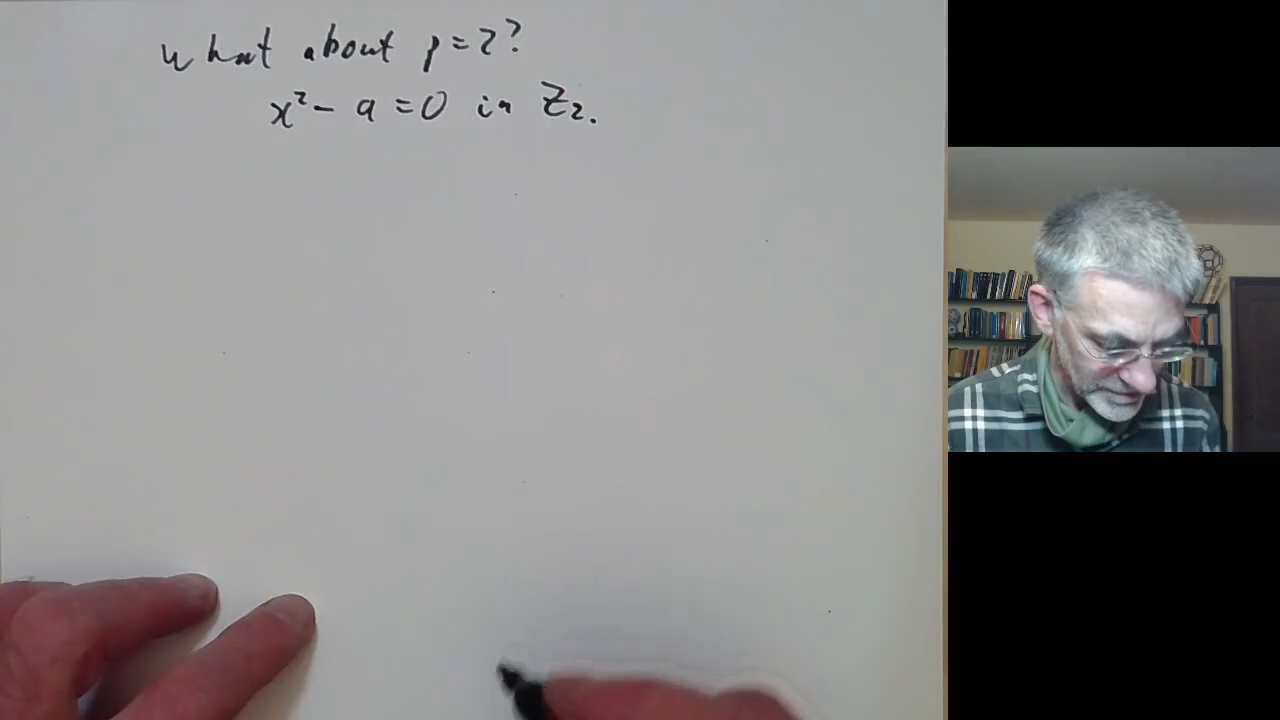 What about p=2?
x² - a = 0 in Z₂.